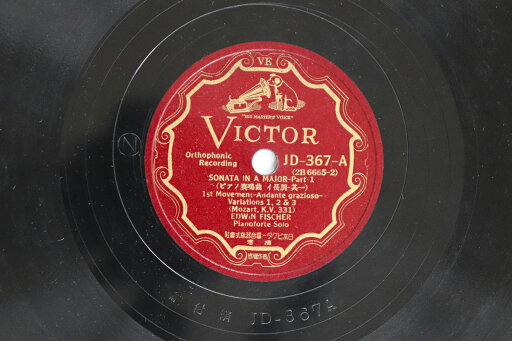 VE
"HIS MASTER'S VOICE"
VICTOR
Orthophonic
Recording
JD-367-A
(2B 6665-2)
SONATA IN A MAJOR-Part 1
(ピアノ奏鳴曲 イ長調-其一)
1st Movement-Andante grazioso-
Variations 1, 2 & 3
(Mozart, K.V. 331)
EDWIN FISCHER
Pianoforte Solo
N
JD-367A